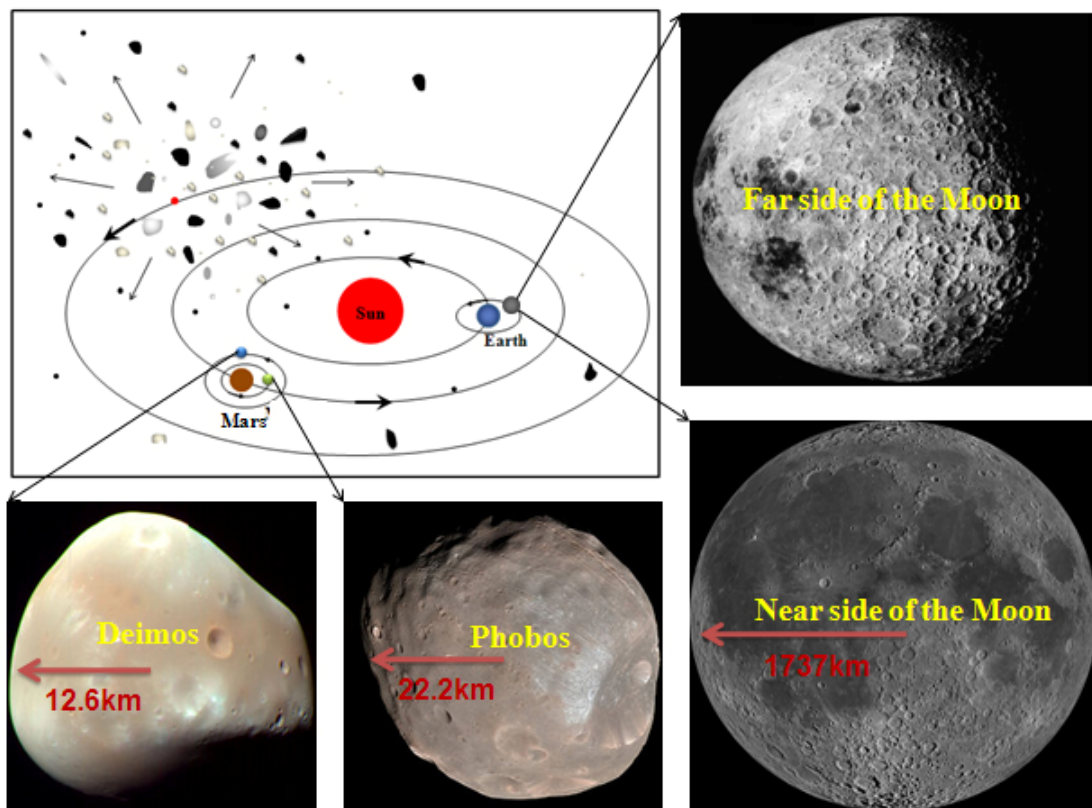 Far side of the Moon
Sun
Earth
Mars
Deimos
12.6km
Phobos
22.2km
Near side of the Moon
1737km